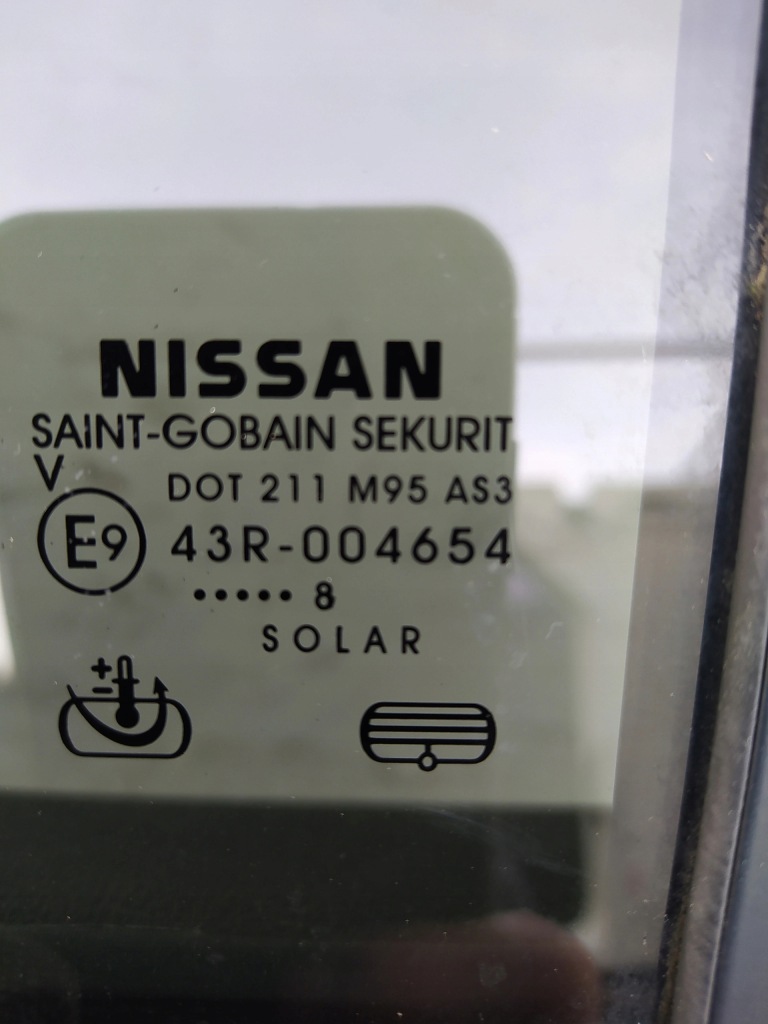 NISSAN
SAINT-GOBAIN SEKURIT
V
DOT 211 M95 AS3
E9 43R-004654
••••• 8
SOLAR